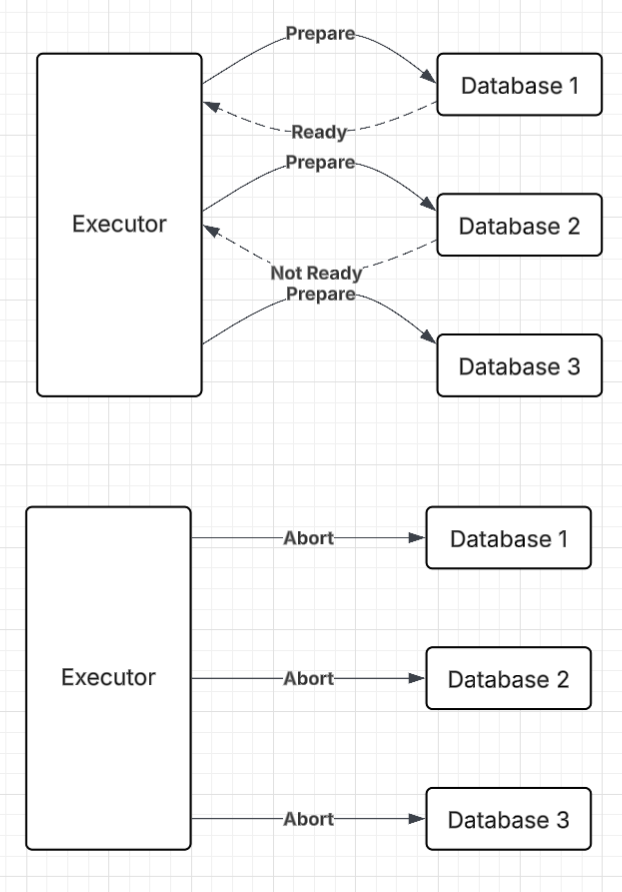 Prepare
Database 1
Ready
Prepare
Executor
Database 2
Not Ready
Prepare
Database 3
Abort
Database 1
Executor
Abort
Database 2
Abort
Database 3